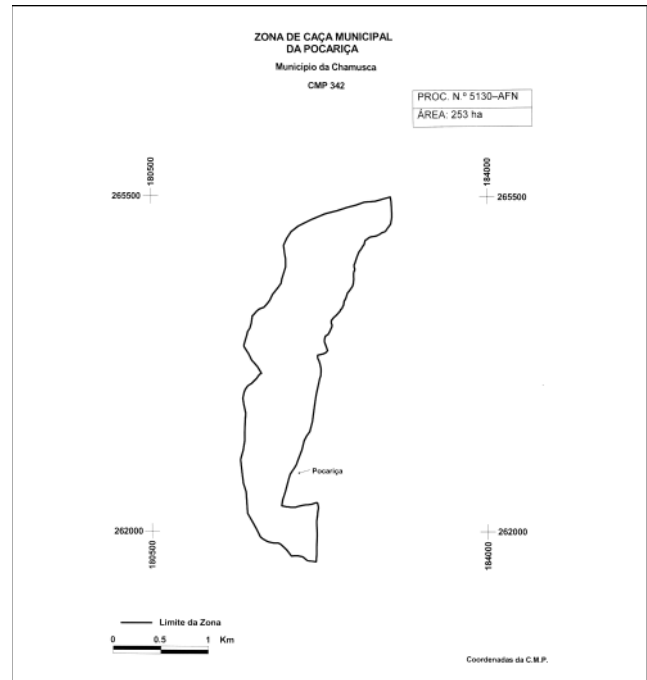 ZONA DE CAÇA MUNICIPAL
DA POCARIÇA
Município da Chamusca
CMP 342
PROC. N.º 5130–AFN
ÁREA: 253 ha
180500
184000
265500
265500
Pocariça
262000
262000
180500
184000
Limite da Zona
0 0.5 1 Km
Coordenadas da C.M.P.